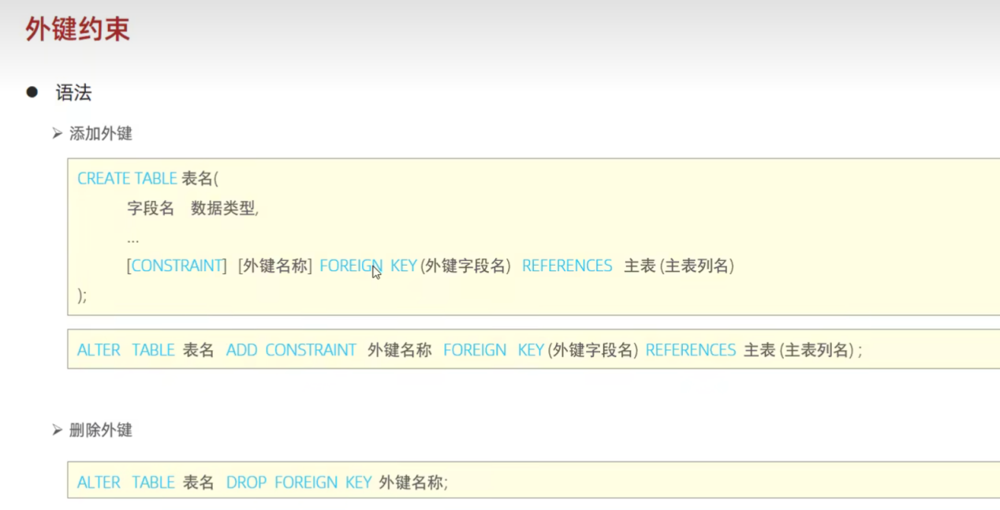 外键约束
● 语法
➢ 添加外键
CREATE TABLE 表名(
字段名 数据类型,
...
[CONSTRAINT] [外键名称] FOREIGN KEY (外键字段名) REFERENCES 主表 (主表列名)
);
ALTER TABLE 表名 ADD CONSTRAINT 外键名称 FOREIGN KEY (外键字段名) REFERENCES 主表 (主表列名) ;
➢ 删除外键
ALTER TABLE 表名 DROP FOREIGN KEY 外键名称;